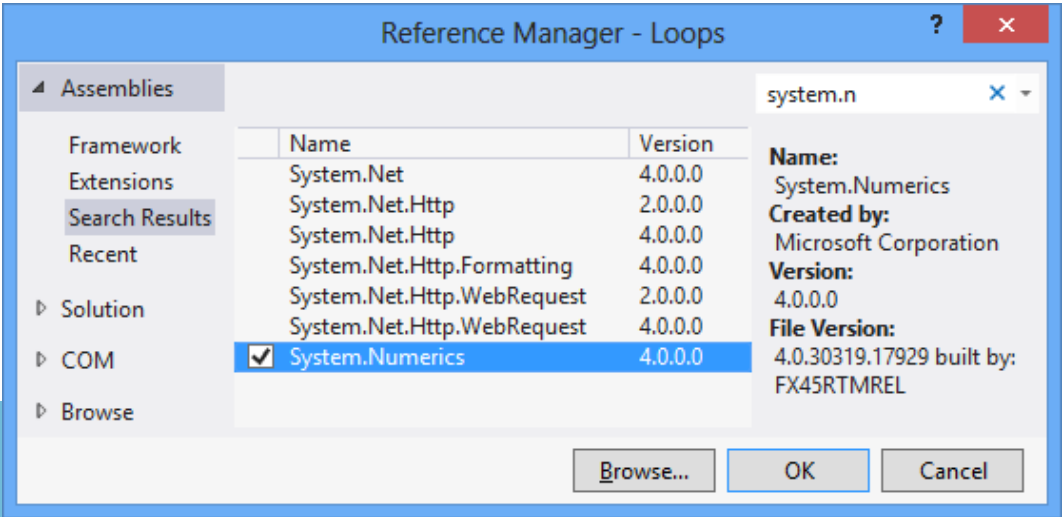 Reference Manager - Loops
?
Assemblies
Framework
Extensions
Search Results
Recent
Solution
COM
Browse
Name Version
System.Net 4.0.0.0
System.Net.Http 2.0.0.0
System.Net.Http 4.0.0.0
System.Net.Http.Formatting 4.0.0.0
System.Net.Http.WebRequest 2.0.0.0
System.Net.Http.WebRequest 4.0.0.0
System.Numerics 4.0.0.0
system.n
Name:
System.Numerics
Created by:
Microsoft Corporation
Version:
4.0.0.0
File Version:
4.0.30319.17929 built by:
FX45RTMREL
Browse... OK Cancel